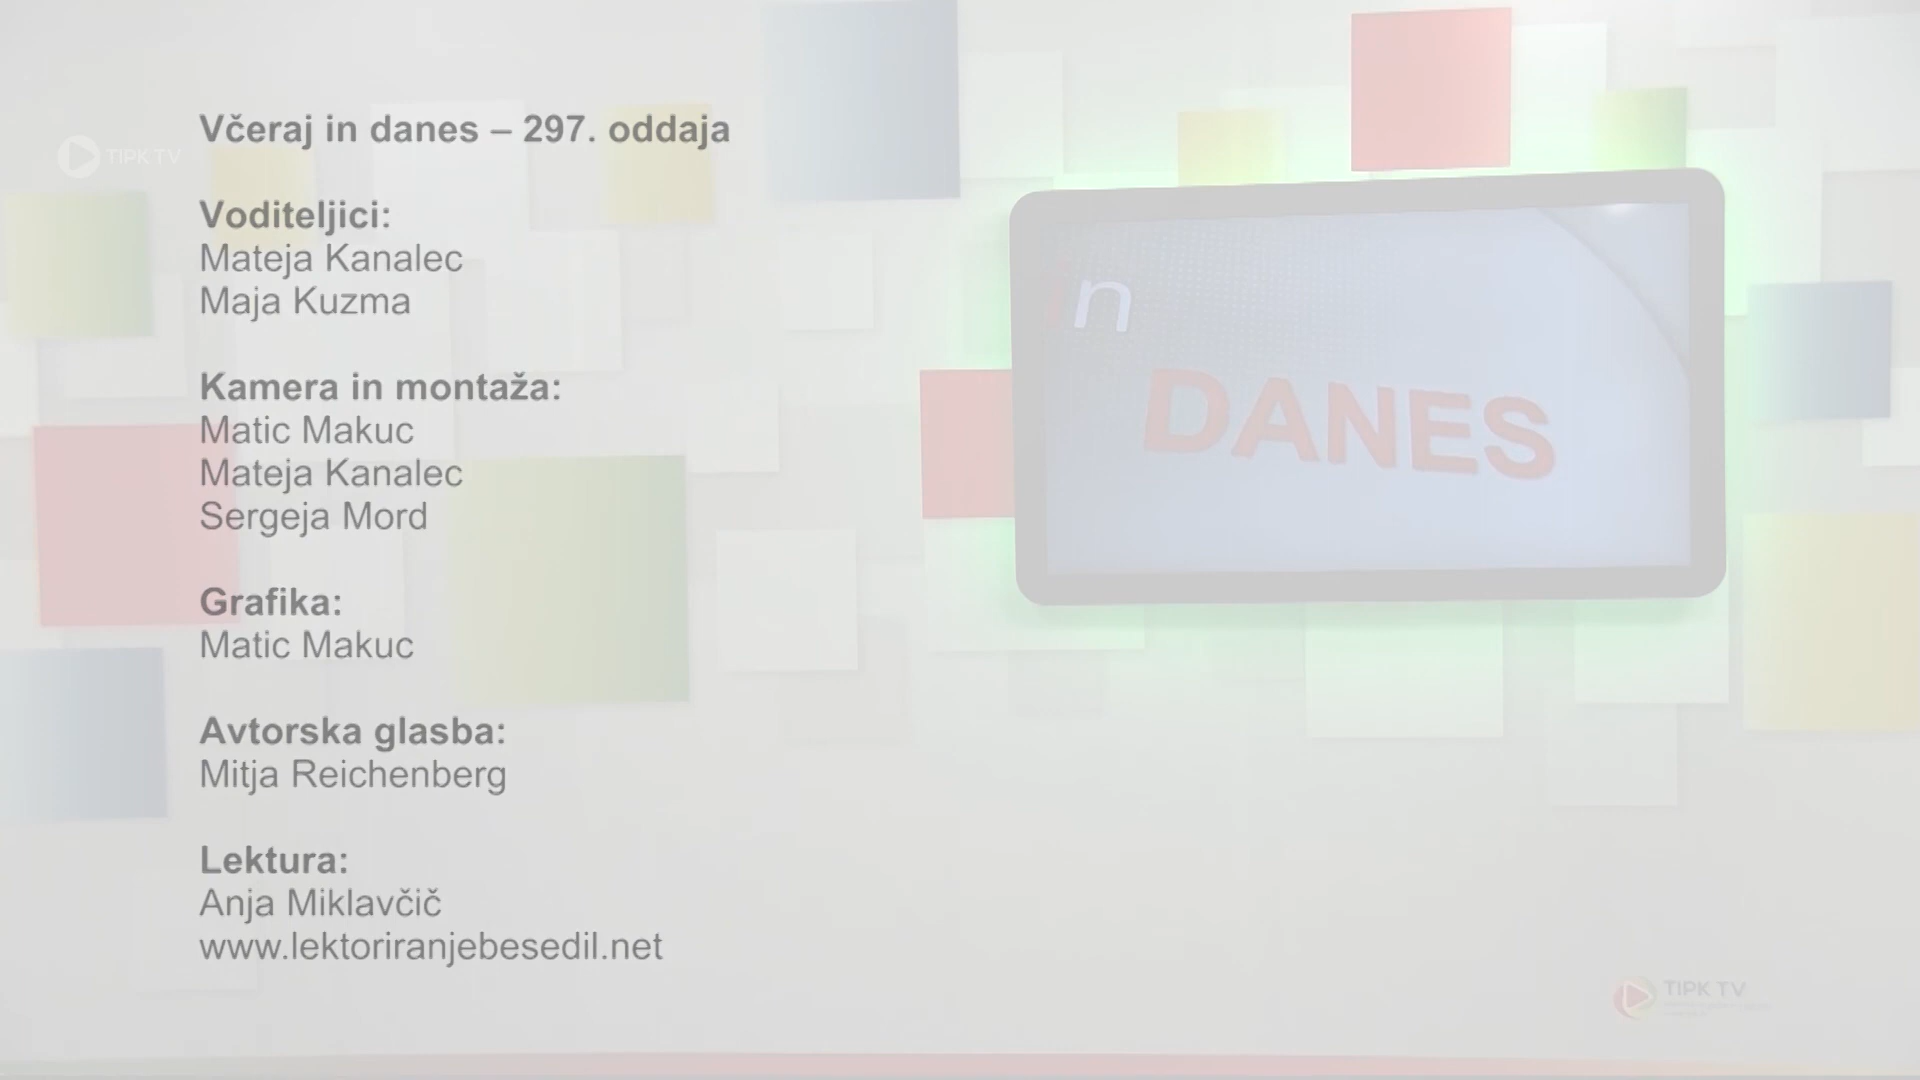 Včeraj in danes – 297. oddaja
TIPK TV
Voditeljici:
Mateja Kanalec
Maja Kuzma
Kamera in montaža:
Matic Makuc
Mateja Kanalec
Sergeja Mord
Grafika:
Matic Makuc
Avtorska glasba:
Mitja Reichenberg
Lektura:
Anja Miklavčič
www.lektoriranjebesedil.net
in
DANES
TIPK TV